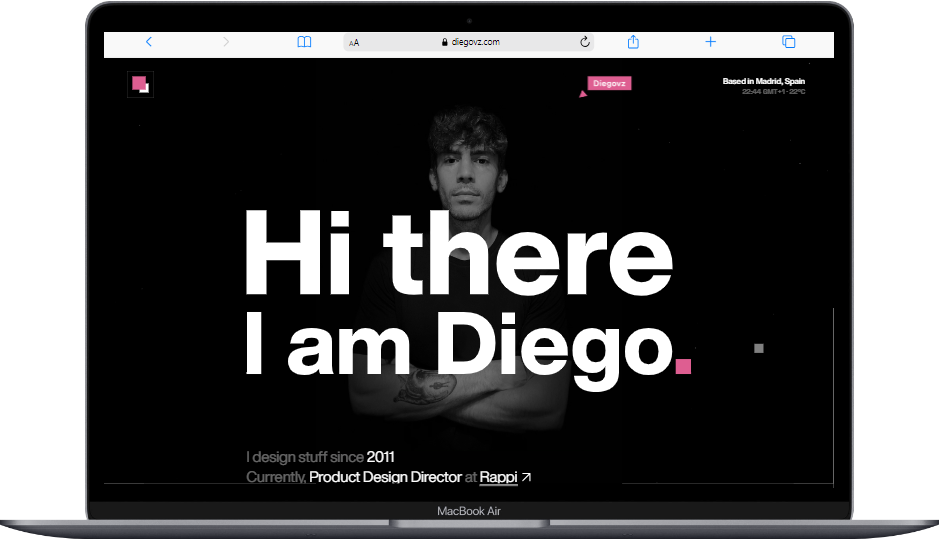 AA
diegovz.com
Diegovz
Based in Madrid, Spain
22:44 GMT+1 - 22ºC
Hi there
I am Diego.
I design stuff since 2011
Currently, Product Design Director at Rappi ↗
MacBook Air